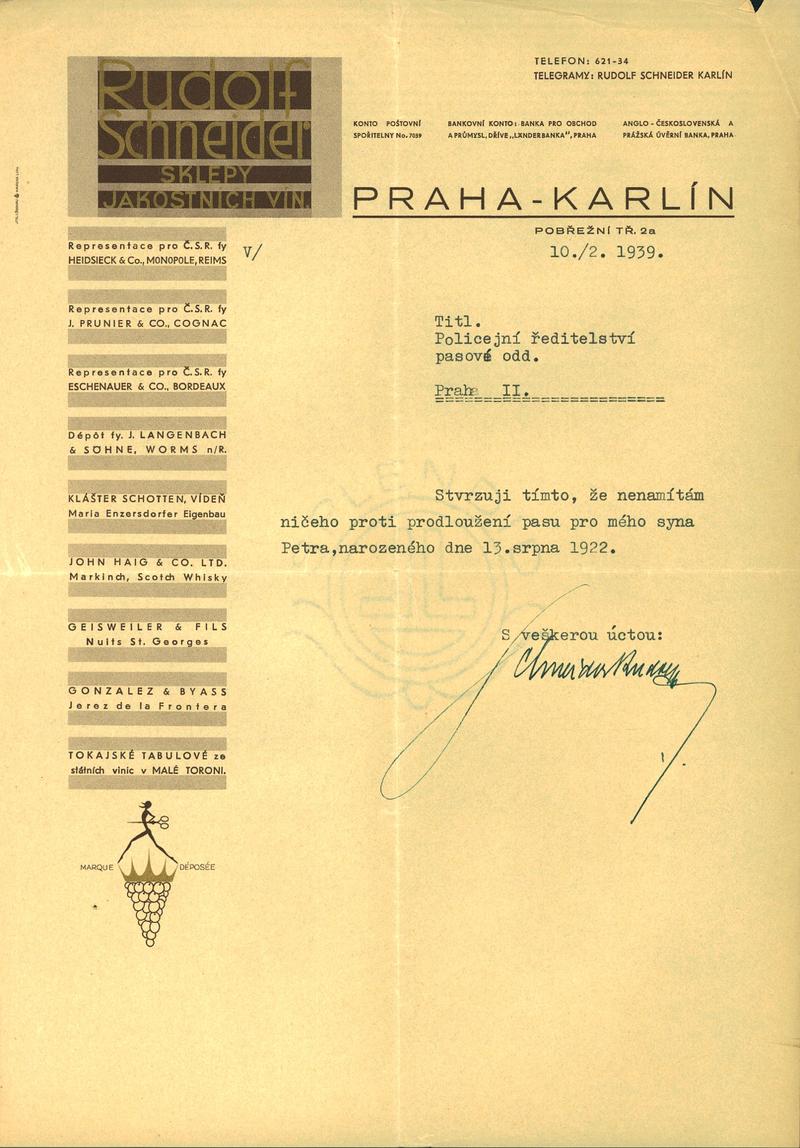 Rudolf
Schneider
SKLEPY
JAKOSTNÍCH VÍN.
TELEFON: 621-34
TELEGRAMY: RUDOLF SCHNEIDER KARLÍN
KONTO POŠTOVNÍ
SPOŘITELNY No. 7059
BANKOVNÍ KONTO: BANKA PRO OBCHOD
A PRŮMYSL, DŘÍVE „LÄNDERBANKA“, PRAHA
ANGLO-ČESKOSLOVENSKÁ A
PRÁŽSKÁ ÚVĚRNÍ BANKA, PRAHA
PRAHA-KARLÍN
POBŘEŽNÍ TŘ. 2a
V/
10./2. 1939.
Representace pro Č.S.R. fy
HEIDSIECK & Co., MONOPOLE, REIMS
Representace pro Č.S.R. fy
J. PRUNIER & CO., COGNAC
Representace pro Č.S.R. fy
ESCHENAUER & CO., BORDEAUX
Dépôt fy. J. LANGENBACH
& SÖHNE, WORMS n/R.
KLÁŠTER SCHOTTEN, VÍDEŇ
Maria Enzersdorfer Eigenbau
JOHN HAIG & CO. LTD.
Markinch, Scotch Whisky
GEISWEILER & FILS
Nuits St. Georges
GONZALEZ & BYASS
Jerez de la Frontera
TOKAJSKÉ TABULOVÉ ze
státních vinic v MALÉ TORONI.
MARQUE DÉPOSÉE
Titl.
Policejní ředitelství
pasové odd.
Praha II.
Stvrzuji tímto, že nenamítám
ničeho proti prodloužení pasu pro mého syna
Petra,narozeného dne 13.srpna 1922.
S veškerou úctou:
Schneider Rudolf